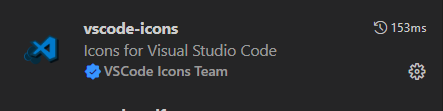 vscode-icons 153ms
Icons for Visual Studio Code
VSCode Icons Team